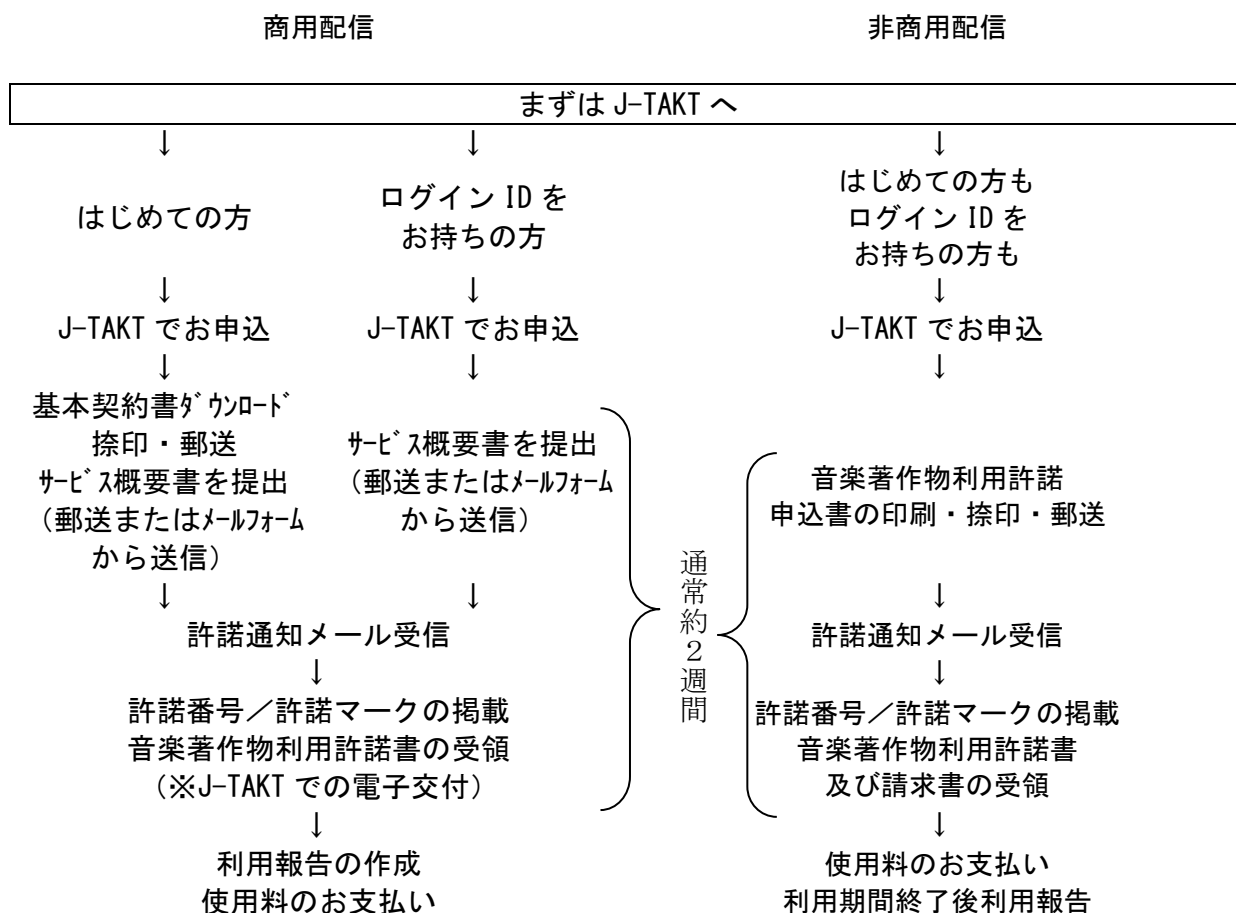 商用配信
非商用配信
まずは J-TAKT へ
↓
↓
↓
はじめての方
ログイン ID を
お持ちの方
はじめての方も
ログイン ID を
お持ちの方も
↓
↓
↓
J-TAKT でお申込
J-TAKT でお申込
J-TAKT でお申込
↓
↓
↓
基本契約書ﾀﾞｳﾝﾛｰﾄﾞ
捺印・郵送
ｻｰﾋﾞｽ概要書を提出
（郵送またはﾒｰﾙﾌｫｰﾑ
から送信）
ｻｰﾋﾞｽ概要書を提出
（郵送またはﾒｰﾙﾌｫｰﾑ
から送信）
音楽著作物利用許諾
申込書の印刷・捺印・郵送
通常約２週間
↓
↓
↓
許諾通知メール受信
許諾通知メール受信
↓
↓
許諾番号／許諾マークの掲載
音楽著作物利用許諾書の受領
（※J-TAKT での電子交付）
許諾番号／許諾マークの掲載
音楽著作物利用許諾書
及び請求書の受領
↓
↓
利用報告の作成
使用料のお支払い
使用料のお支払い
利用期間終了後利用報告